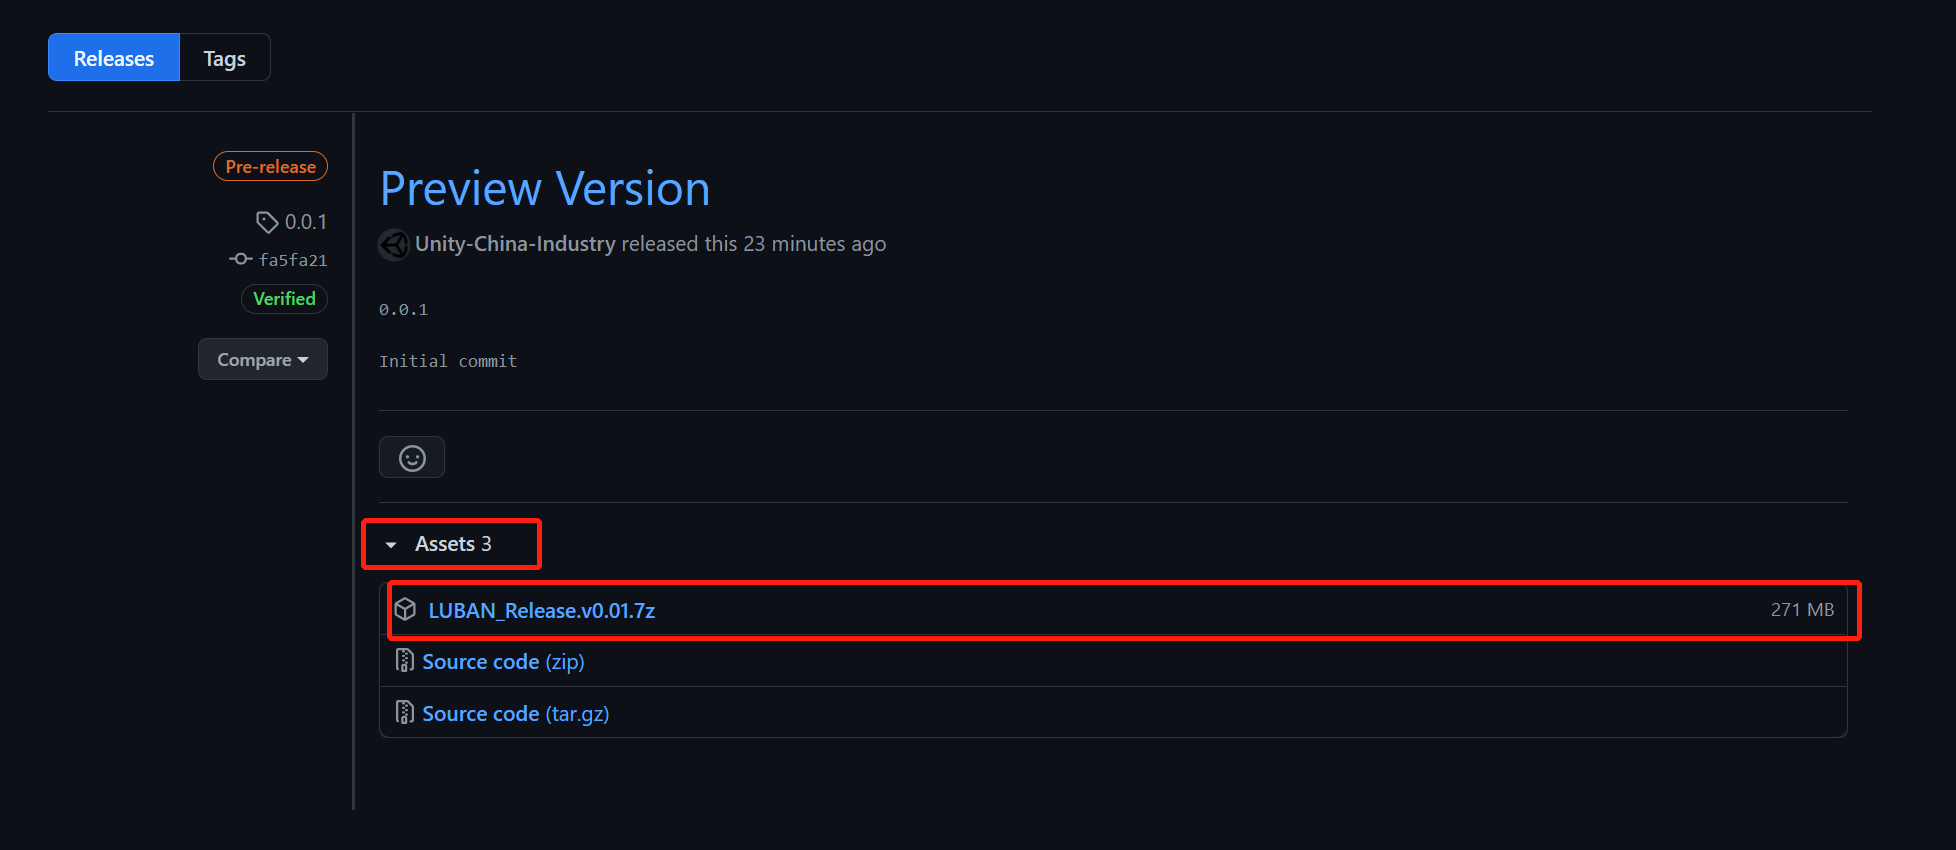 Releases Tags
Pre-release
0.0.1
fa5fa21
Verified
Compare
Preview Version
Unity-China-Industry released this 23 minutes ago
0.0.1
Initial commit
Assets 3
LUBAN_Release.v0.01.7z 271 MB
Source code (zip)
Source code (tar.gz)